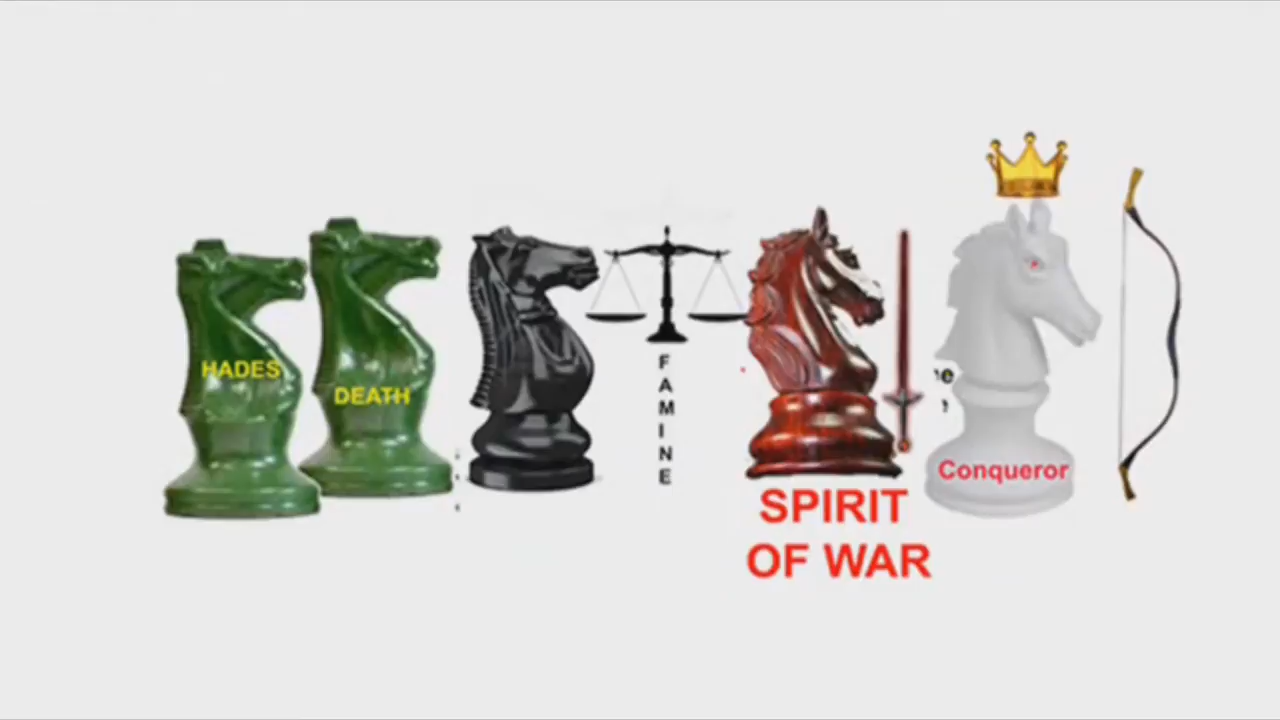 HADES
DEATH
FAMINE
SPIRIT
OF WAR
Conqueror